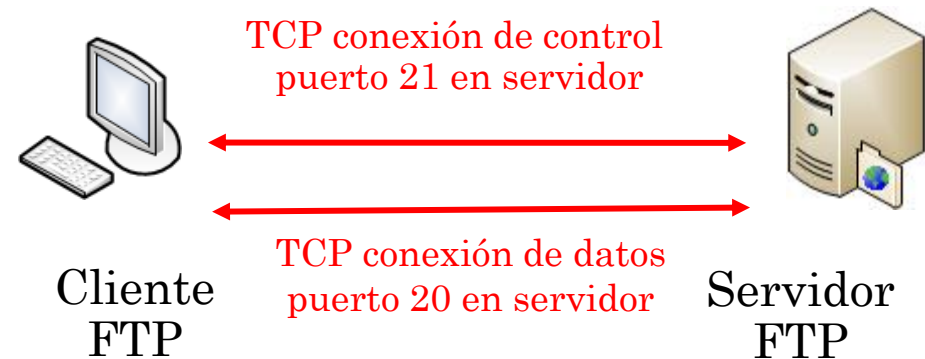 TCP conexión de control
puerto 21 en servidor
TCP conexión de datos
puerto 20 en servidor
Cliente
FTP
Servidor
FTP